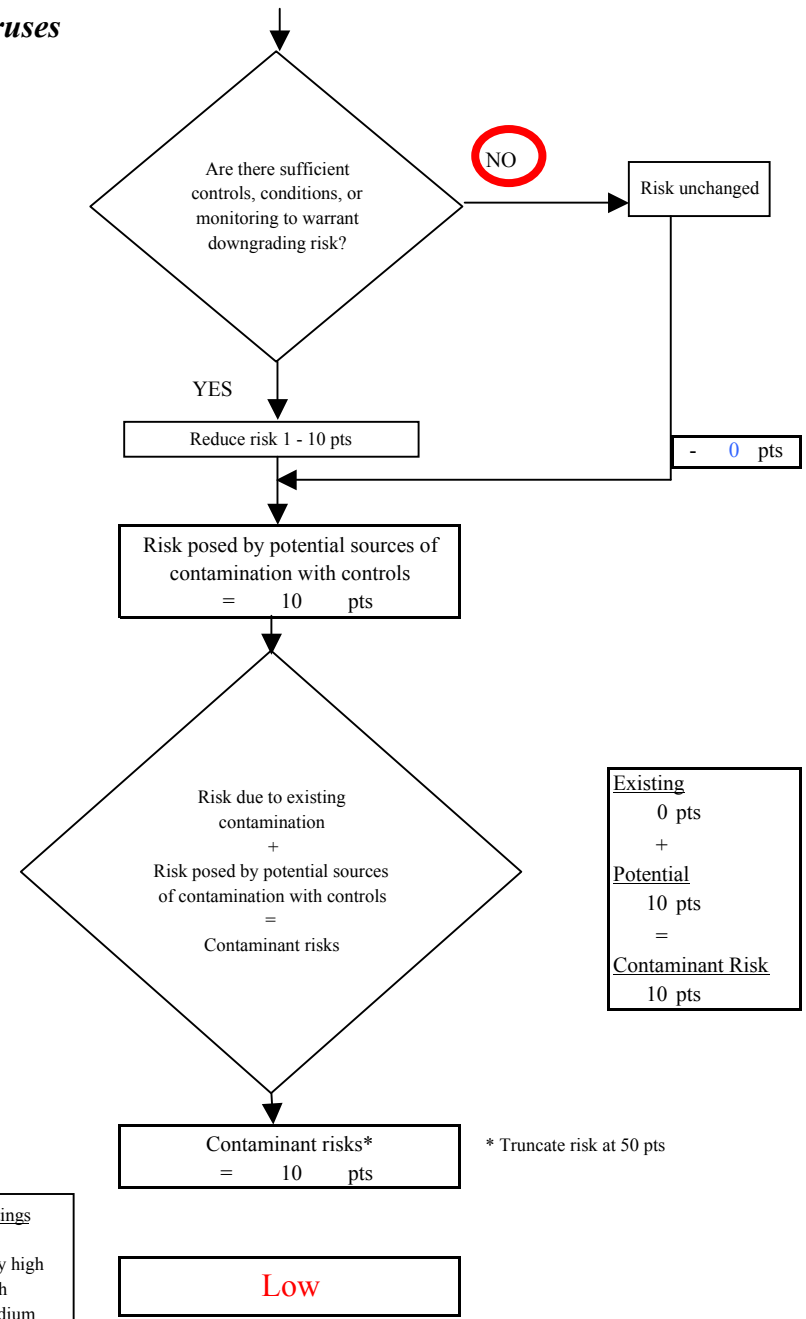 Are there sufficient
controls, conditions, or
monitoring to warrant
downgrading risk?
NO
Risk unchanged
YES
Reduce risk 1 - 10 pts
- 0 pts
Risk posed by potential sources of
contamination with controls
= 10 pts
Risk due to existing
contamination
+
Risk posed by potential sources
of contamination with controls
=
Contaminant risks
Existing
0 pts
+
Potential
10 pts
=
Contaminant Risk
10 pts
Contaminant risks*
= 10 pts
* Truncate risk at 50 pts
high
Low